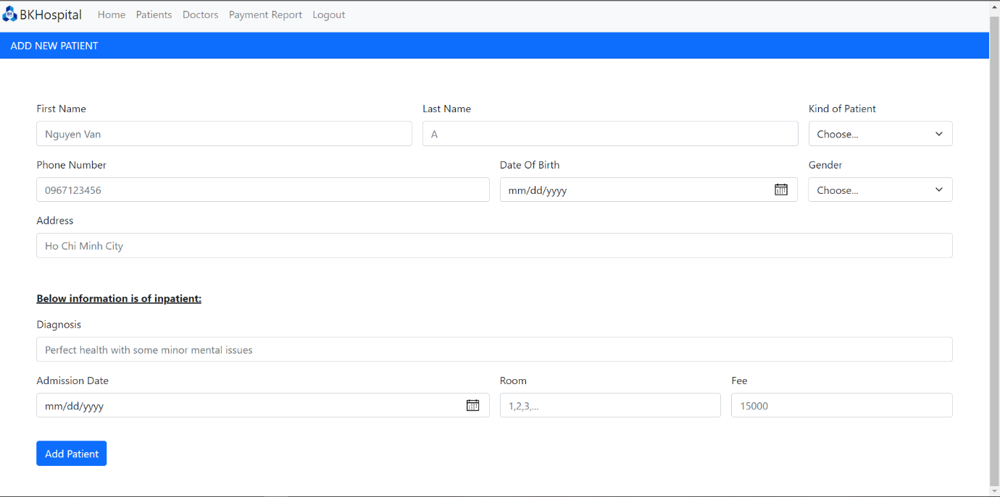 BKHospital Home Patients Doctors Payment Report Logout
ADD NEW PATIENT
First Name Last Name Kind of Patient
Nguyen Van A Choose...
Phone Number Date Of Birth Gender
0967123456 mm/dd/yyyy Choose...
Address
Ho Chi Minh City
Below information is of inpatient:
Diagnosis
Perfect health with some minor mental issues
Admission Date Room Fee
mm/dd/yyyy 1,2,3,... 15000
Add Patient